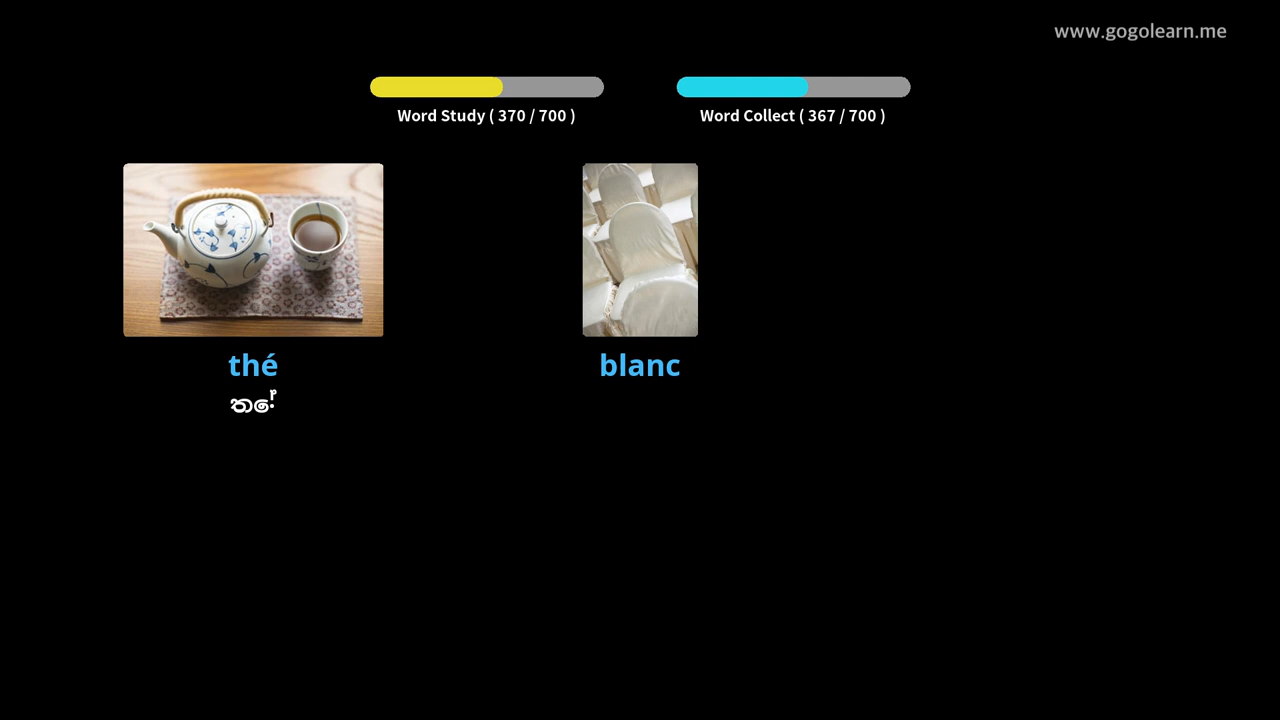 www.gogolearn.me
Word Study ( 370 / 700 )
Word Collect ( 367 / 700 )
thé
blanc
තේ